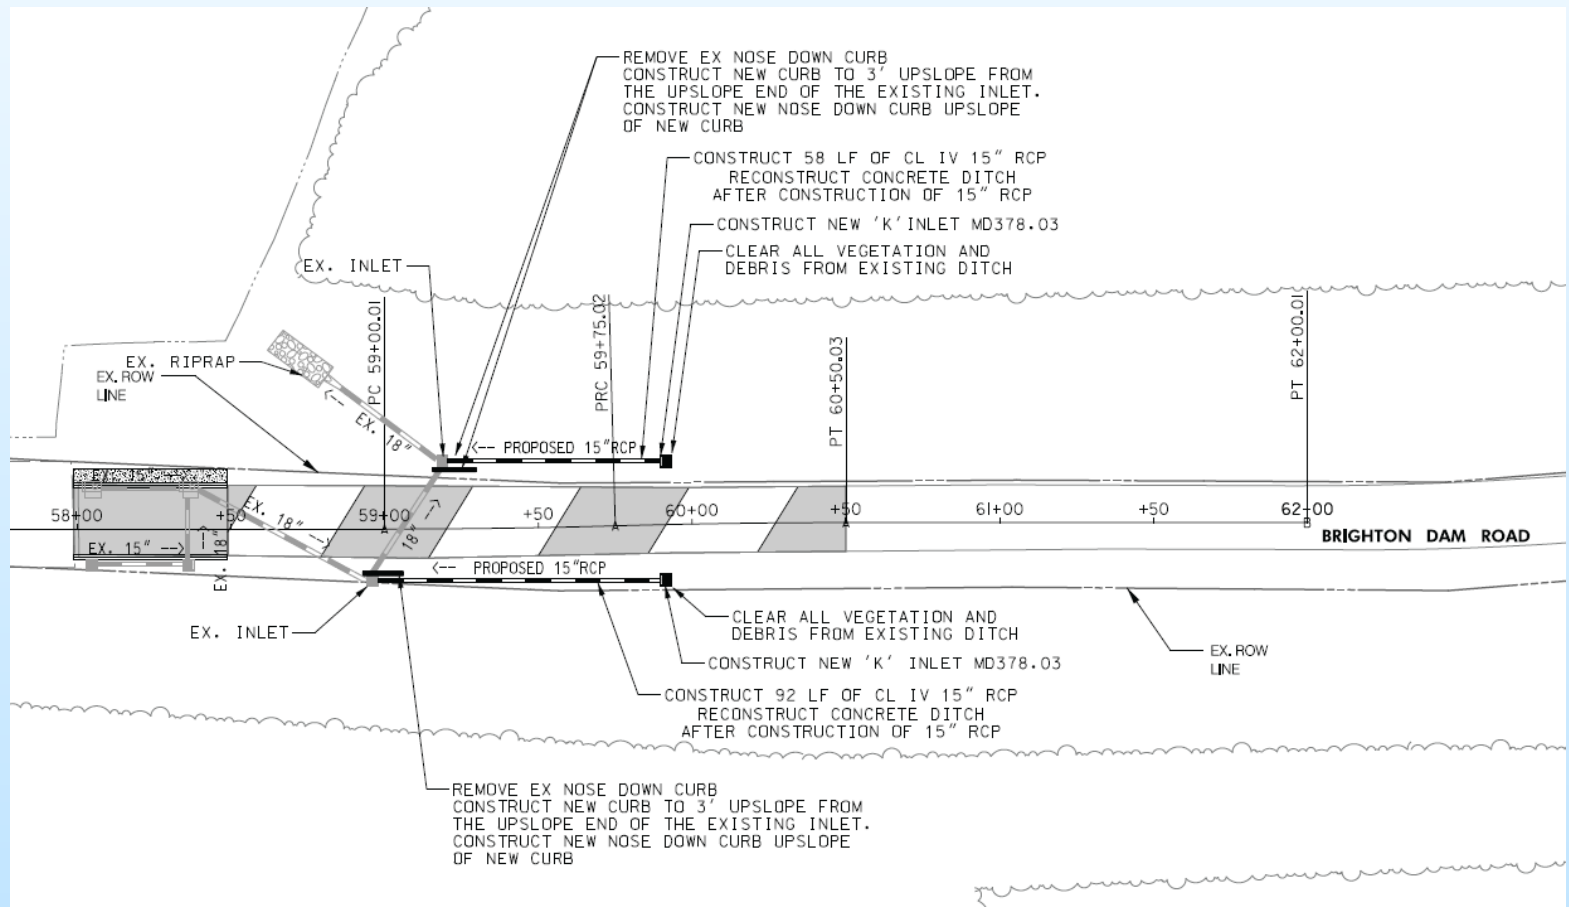 REMOVE EX NOSE DOWN CURB
CONSTRUCT NEW CURB TO 3' UPSLOPE FROM
THE UPSLOPE END OF THE EXISTING INLET.
CONSTRUCT NEW NOSE DOWN CURB UPSLOPE
OF NEW CURB
CONSTRUCT 58 LF OF CL IV 15" RCP
RECONSTRUCT CONCRETE DITCH
AFTER CONSTRUCTION OF 15" RCP
CONSTRUCT NEW 'K' INLET MD378.03
CLEAR ALL VEGETATION AND
DEBRIS FROM EXISTING DITCH
EX. INLET
PC 59+00.01
PRC 59+75.02
PT 60+50.03
PT 62+00.01
EX. RIPRAP
EX. ROW
LINE
<-- EX. 18"
<-- PROPOSED 15"RCP
58+00
+50
59+00
+50
60+00
+50
61+00
+50
62+00
EX. 18" -->
18" -->
EX. 15" -->
EX. 18" -->
BRIGHTON DAM ROAD
<-- PROPOSED 15"RCP
EX. INLET
CLEAR ALL VEGETATION AND
DEBRIS FROM EXISTING DITCH
CONSTRUCT NEW 'K' INLET MD378.03
EX. ROW
LINE
CONSTRUCT 92 LF OF CL IV 15" RCP
RECONSTRUCT CONCRETE DITCH
AFTER CONSTRUCTION OF 15" RCP
REMOVE EX NOSE DOWN CURB
CONSTRUCT NEW CURB TO 3' UPSLOPE FROM
THE UPSLOPE END OF THE EXISTING INLET.
CONSTRUCT NEW NOSE DOWN CURB UPSLOPE
OF NEW CURB